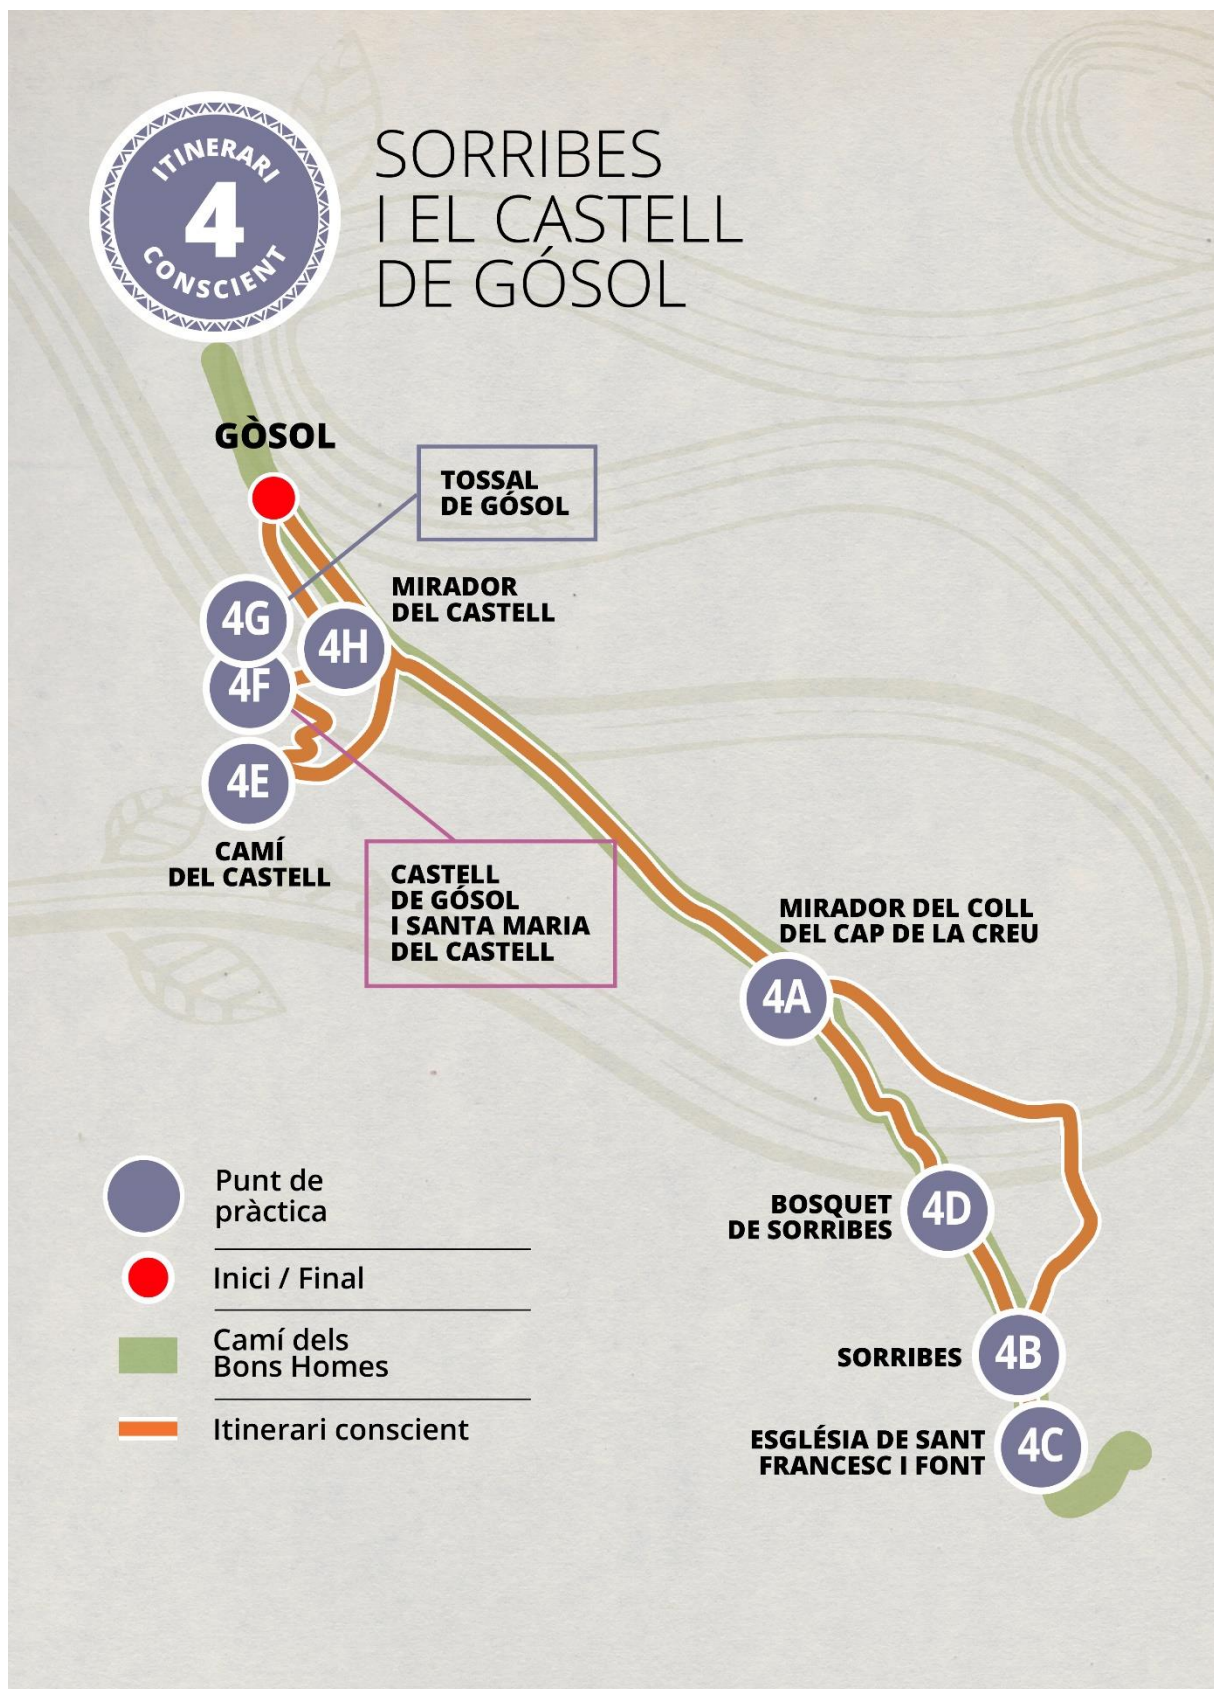 ITINERARI
4
CONSCIENT
SORRIBES
I EL CASTELL
DE GÓSOL
GÒSOL
TOSSAL
DE GÓSOL
MIRADOR
DEL CASTELL
4G
4H
4F
4E
CAMÍ
DEL CASTELL
CASTELL
DE GÓSOL
I SANTA MARIA
DEL CASTELL
MIRADOR DEL COLL
DEL CAP DE LA CREU
4A
BOSQUET
DE SORRIBES
4D
SORRIBES
4B
ESGLÉSIA DE SANT
FRANCESC I FONT
4C
Punt de
pràctica
Inici / Final
Camí dels
Bons Homes
Itinerari conscient